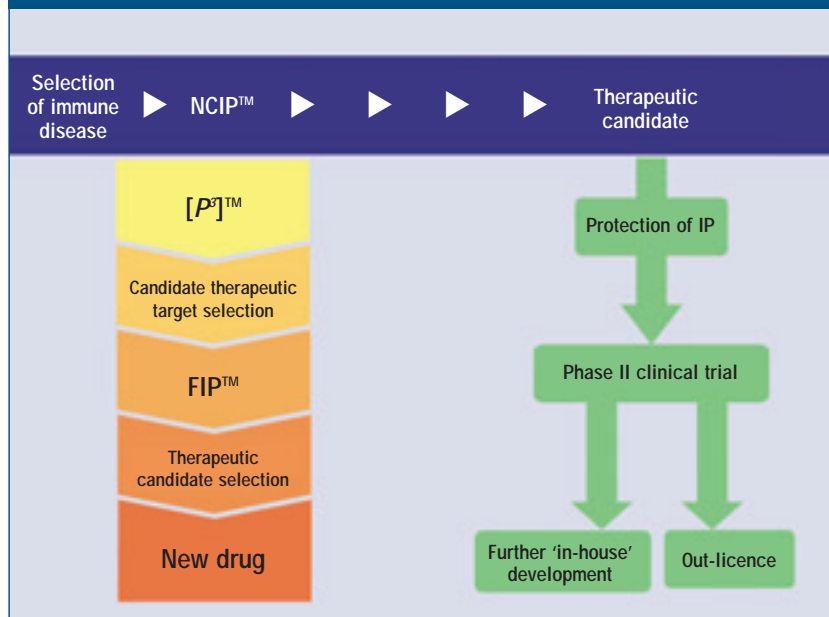 Selection
of immune
disease
NCIP™
Therapeutic
candidate
[P³]™
Candidate therapeutic
target selection
FIP™
Therapeutic
candidate selection
New drug
Protection of IP
Phase II clinical trial
Further ‘in-house’
development
Out-licence